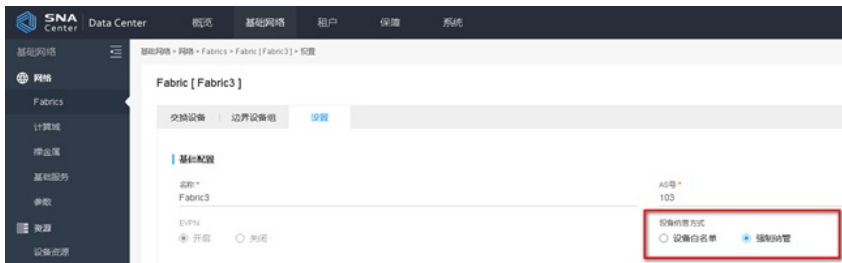 SNA Center Data Center 概览 基础网络 租户 保障 系统
基础网络
基础网络 > 网络 > Fabrics > Fabric [ Fabric3 ] > 设置
网络
Fabric [ Fabric3 ]
Fabrics
交换设备 边界设备组 设置
计算域
裸金属
基础配置
基础服务
名称 * AS号 *
参数
Fabric3 103
资源
EVPN 设备纳管方式
开启 关闭 设备白名单 强制纳管
设备资源